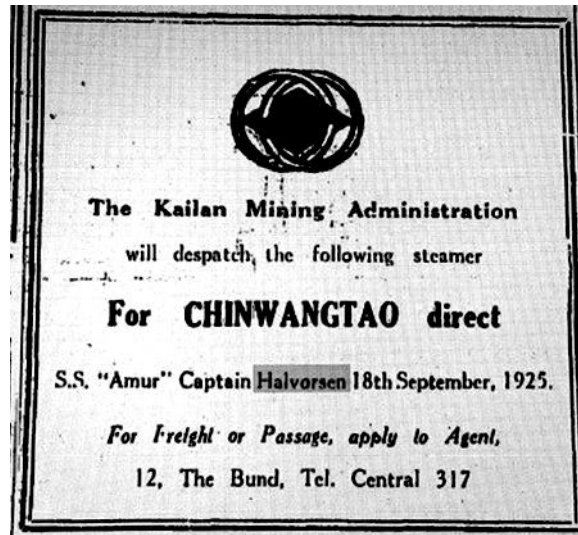 The Kailan Mining Administration
will despatch the following steamer
For CHINWANGTAO direct
S.S. "Amur" Captain Halvorsen 18th September, 1925.
For Freight or Passage, apply to Agent,
12, The Bund, Tel. Central 317